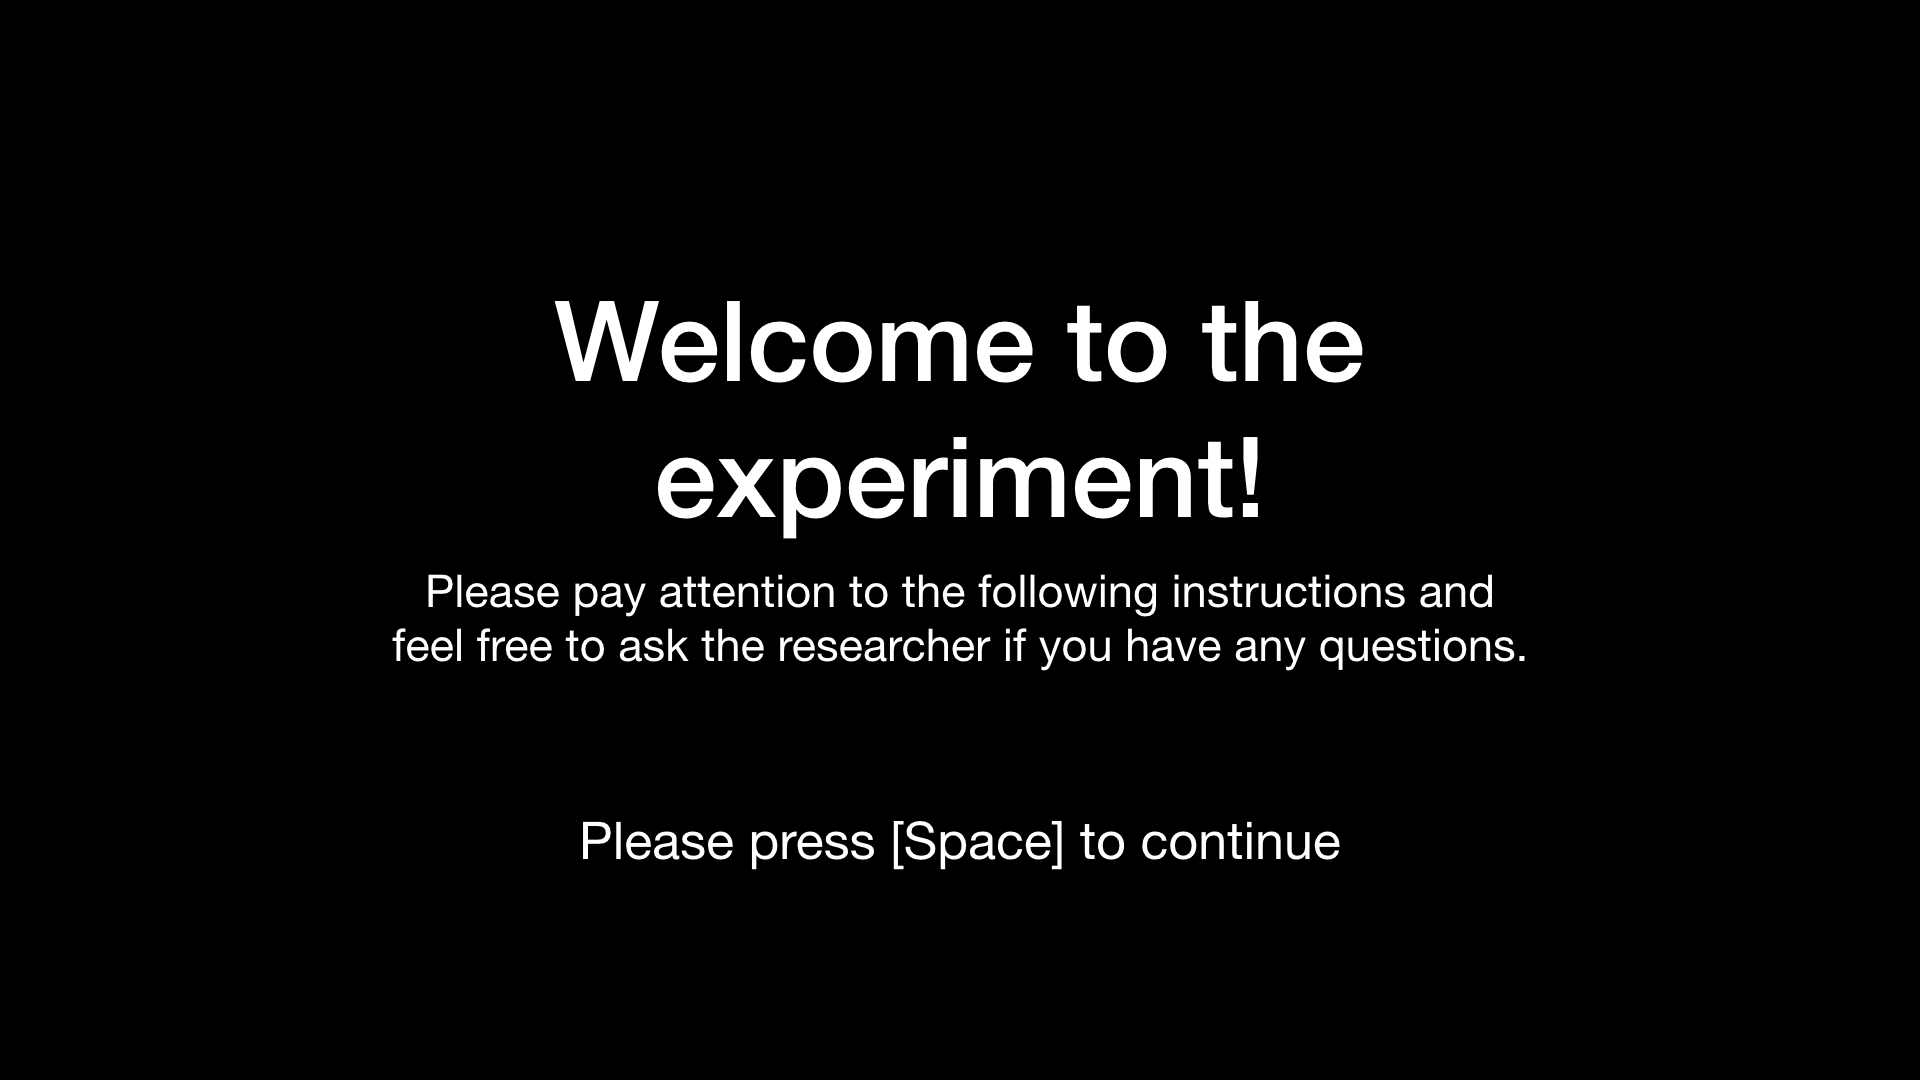 Welcome to the
experiment!
Please pay attention to the following instructions and
feel free to ask the researcher if you have any questions.
Please press [Space] to continue